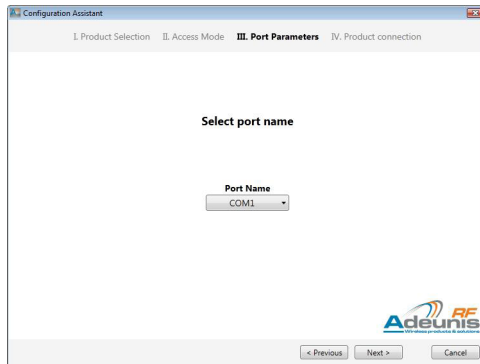 Configuration Assistant
I. Product Selection II. Access Mode III. Port Parameters IV. Product connection
Select port name
Port Name
COM1
Adeunis RF
Wireless products & solutions
< Previous Next > Cancel